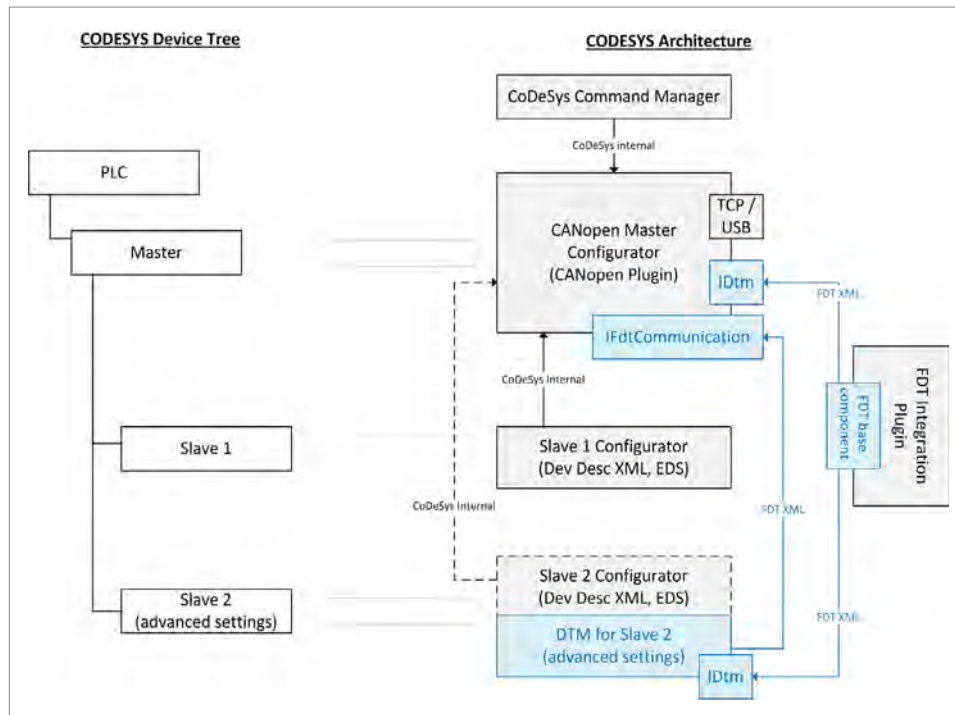 CODESYS Device Tree
CODESYS Architecture
CoDeSys Command Manager
CoDeSys internal
PLC
TCP /
USB
CANopen Master
Configurator
(CANopen Plugin)
Master
IDtm
FDT XML
IFdtCommunication
CoDeSys Internal
FDT Integration
Plugin
FDT base
component
Slave 1
Slave 1 Configurator
(Dev Desc XML, EDS)
CoDeSys Internal
FDT XML
Slave 2 Configurator
(Dev Desc XML, EDS)
Slave 2
(advanced settings)
FDT XML
DTM for Slave 2
(advanced settings)
IDtm